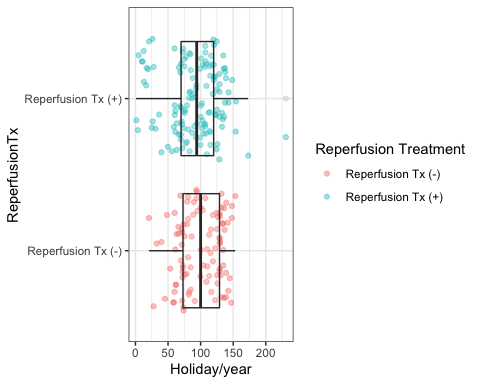 ReperfusionTx
Reperfusion Tx (+)
Reperfusion Tx (-)
0 50 100 150 200
Holiday/year
Reperfusion Treatment
Reperfusion Tx (-)
Reperfusion Tx (+)